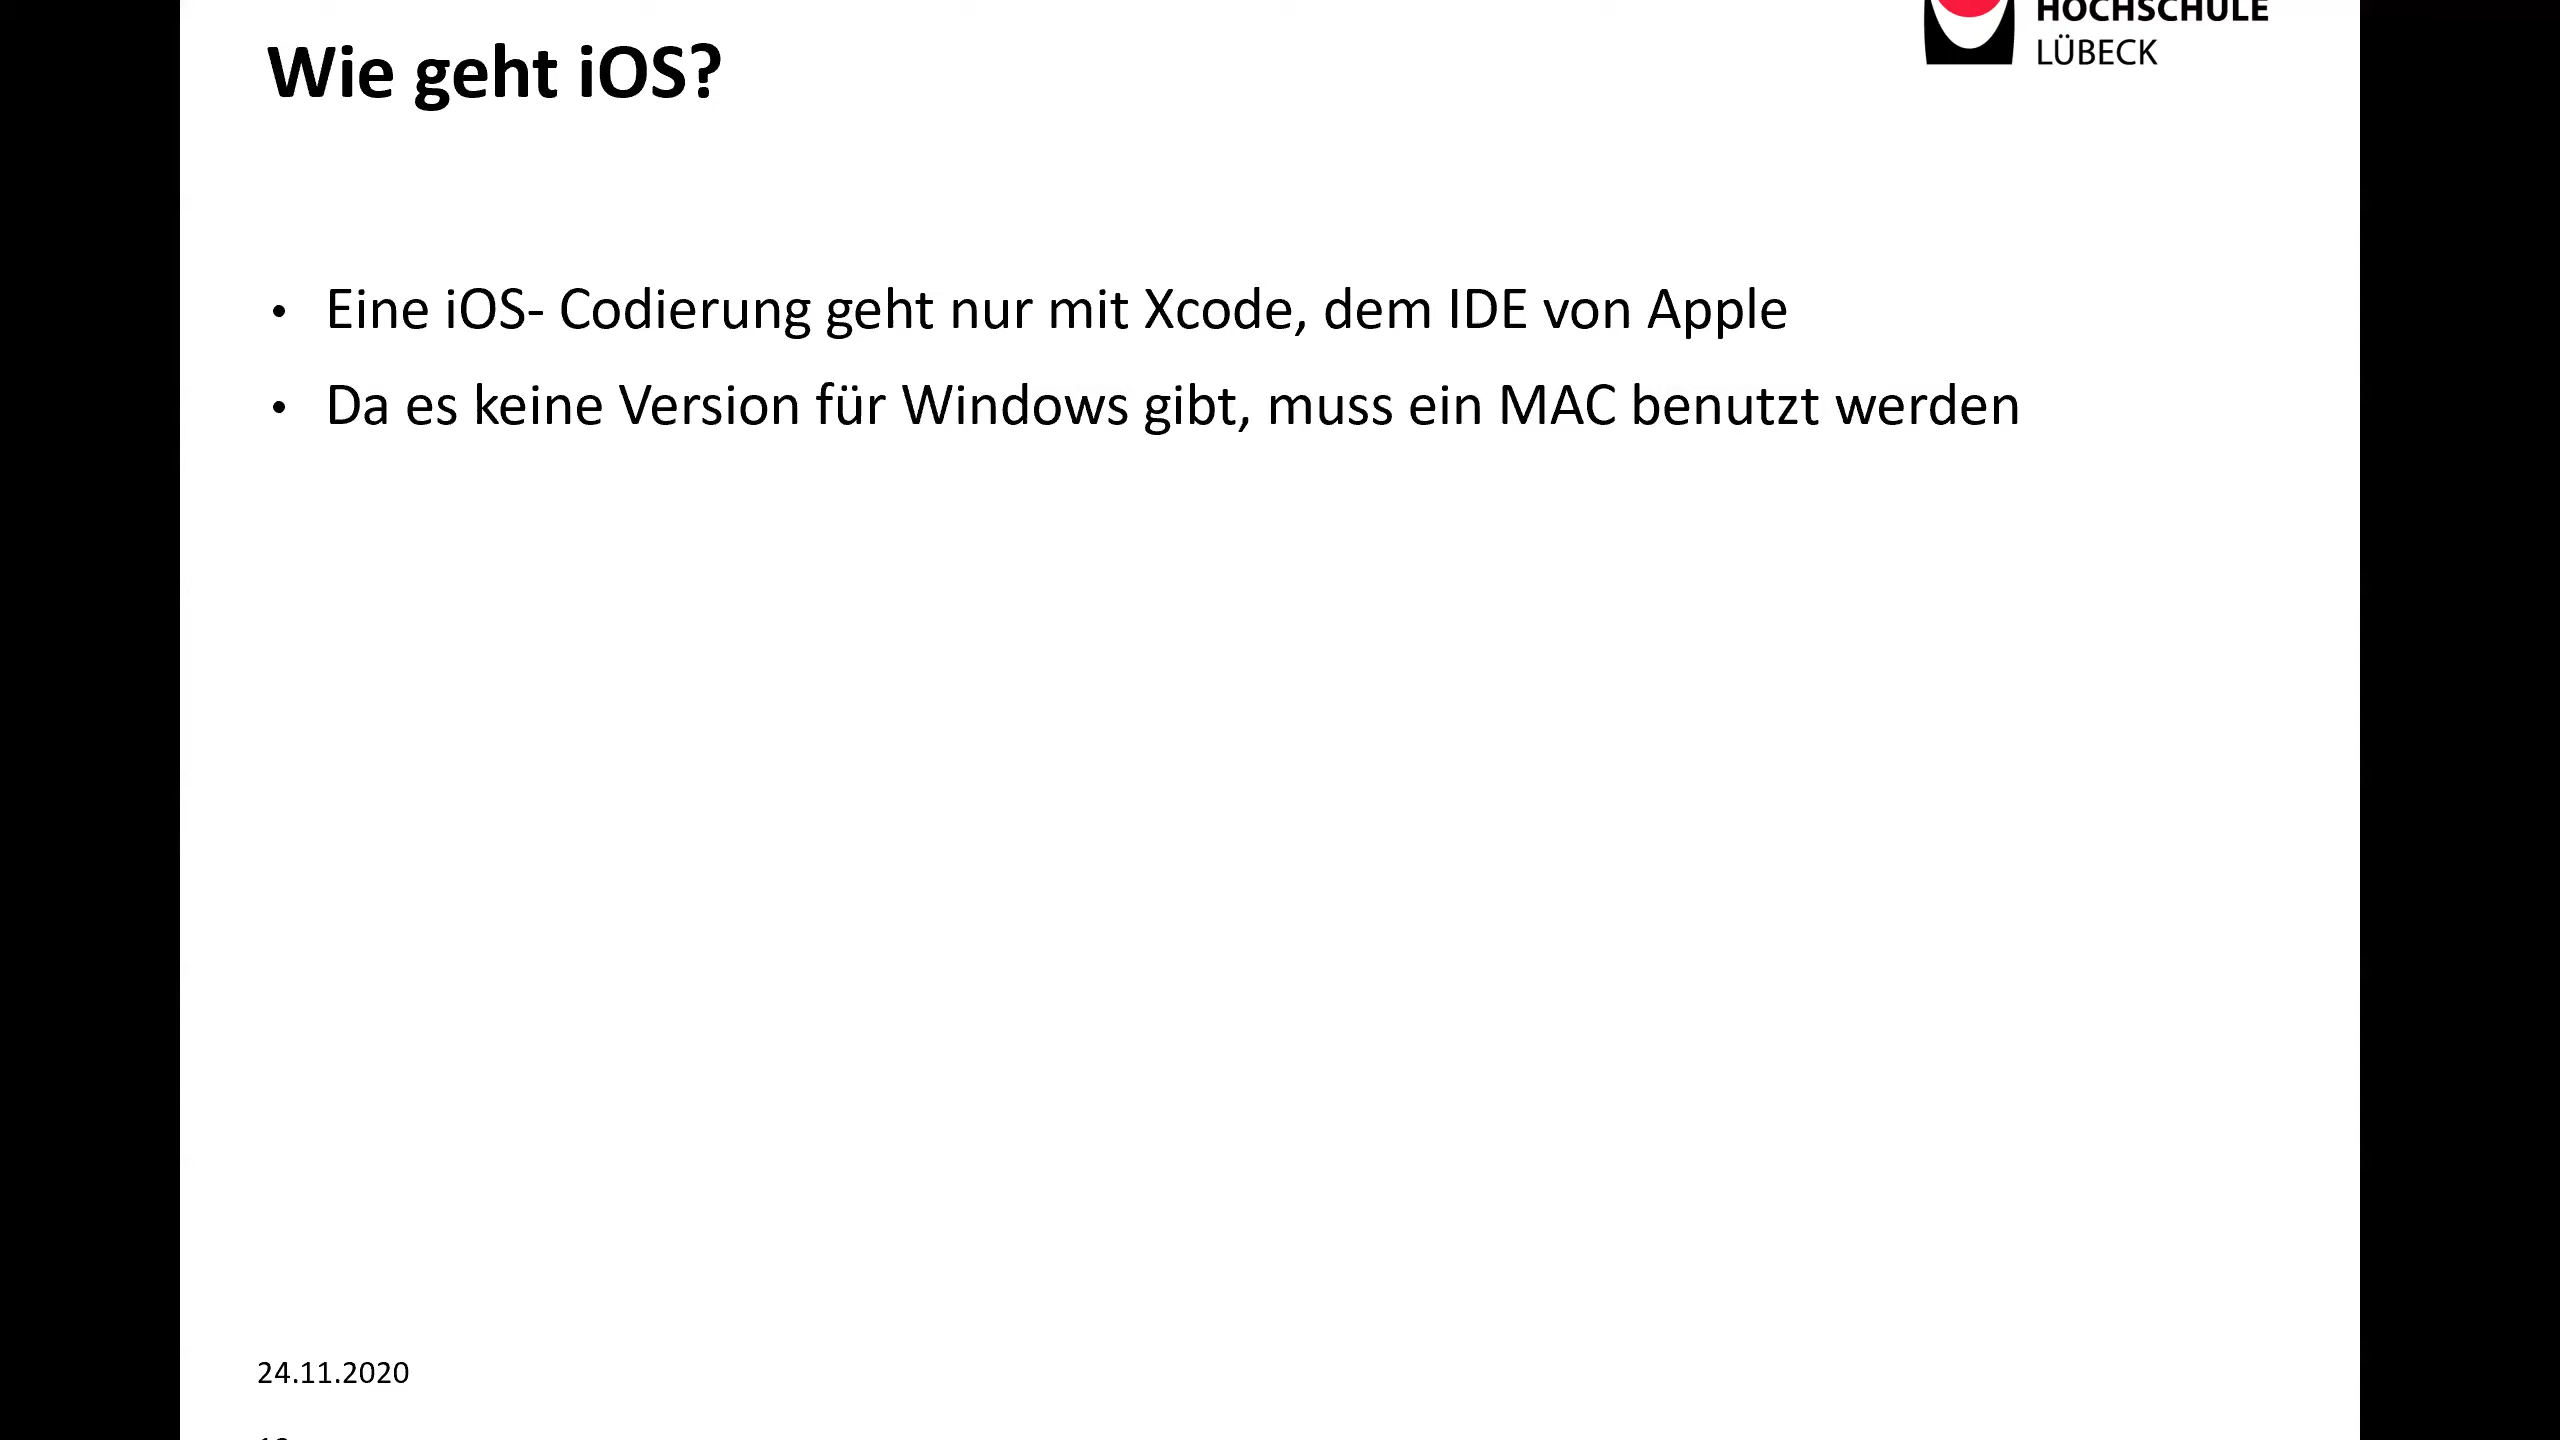 HOCHSCHULE
LÜBECK
Wie geht iOS?
• Eine iOS- Codierung geht nur mit Xcode, dem IDE von Apple
• Da es keine Version für Windows gibt, muss ein MAC benutzt werden
24.11.2020